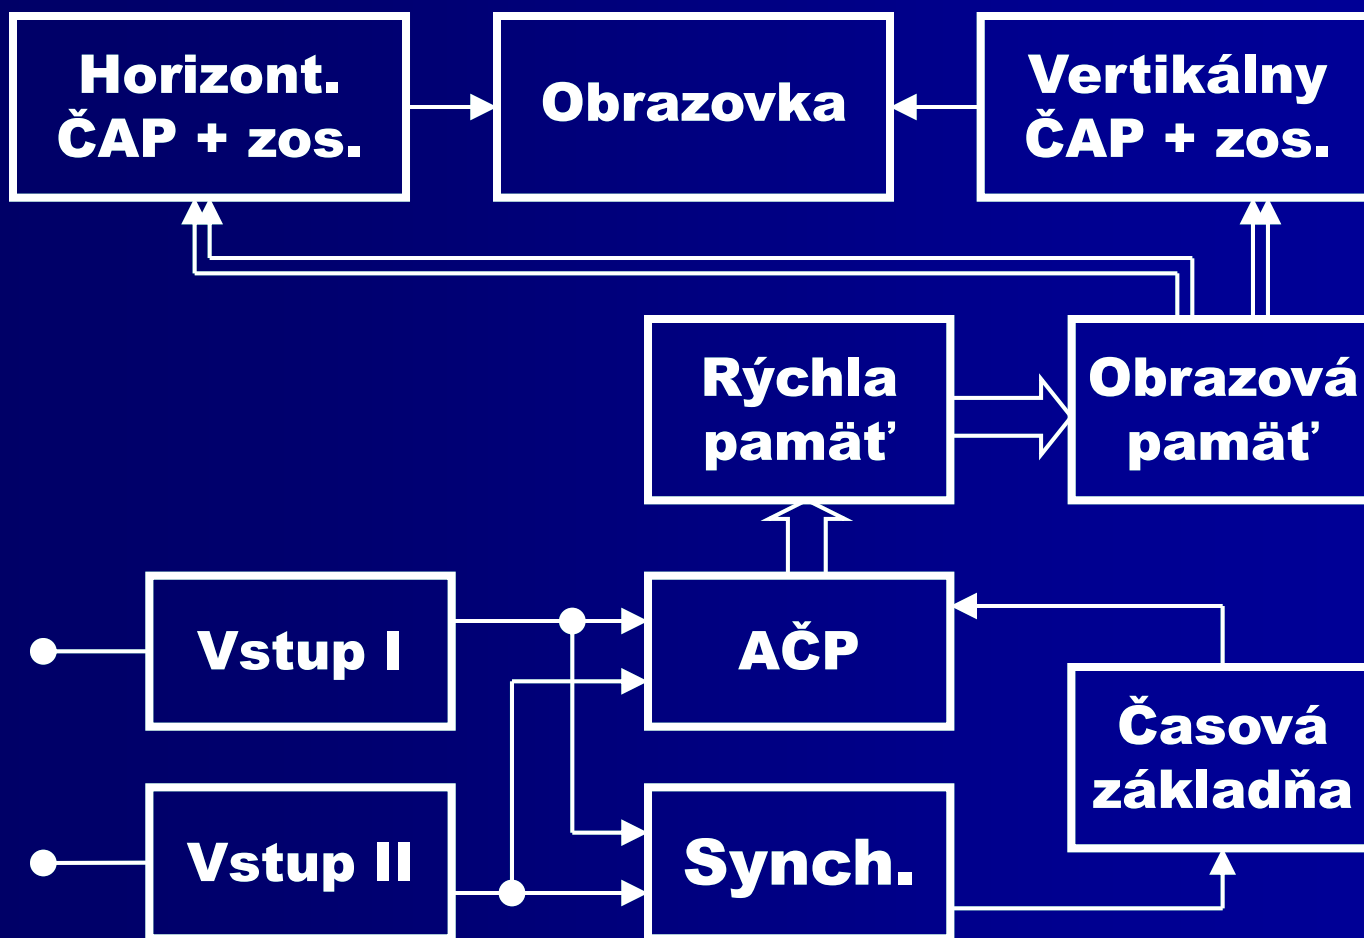 Horizont.
ČAP + zos.
Obrazovka
Vertikálny
ČAP + zos.
Rýchla
pamäť
Obrazová
pamäť
Vstup I
AČP
Časová
základňa
Vstup II
Synch.